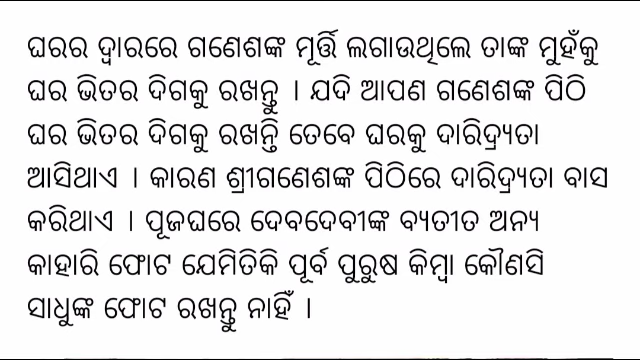 ଘରର ଦ୍ୱାରରେ ଗଣେଶଙ୍କ ମୂର୍ତ୍ତି ଲଗାଉଥିଲେ ତାଙ୍କ ମୁହଁକୁ
ଘର ଭିତର ଦିଗକୁ ରଖନ୍ତୁ । ଯଦି ଆପଣ ଗଣେଶଙ୍କ ପିଠି
ଘର ଭିତର ଦିଗକୁ ରଖନ୍ତି ତେବେ ଘରକୁ ଦାରିଦ୍ର୍ୟତା
ଆସିଥାଏ । କାରଣ ଶ୍ରୀଗଣେଶଙ୍କ ପିଠିରେ ଦାରିଦ୍ର୍ୟତା ବାସ
କରିଥାଏ । ପୂଜାଘରେ ଦେବଦେବୀଙ୍କ ବ୍ୟତୀତ ଅନ୍ୟ
କାହାରି ଫୋଟ ଯେମିତିକି ପୂର୍ବ ପୁରୁଷ କିମ୍ବା କୌଣସି
ସାଧୁଙ୍କ ଫୋଟ ରଖନ୍ତୁ ନାହିଁ ।